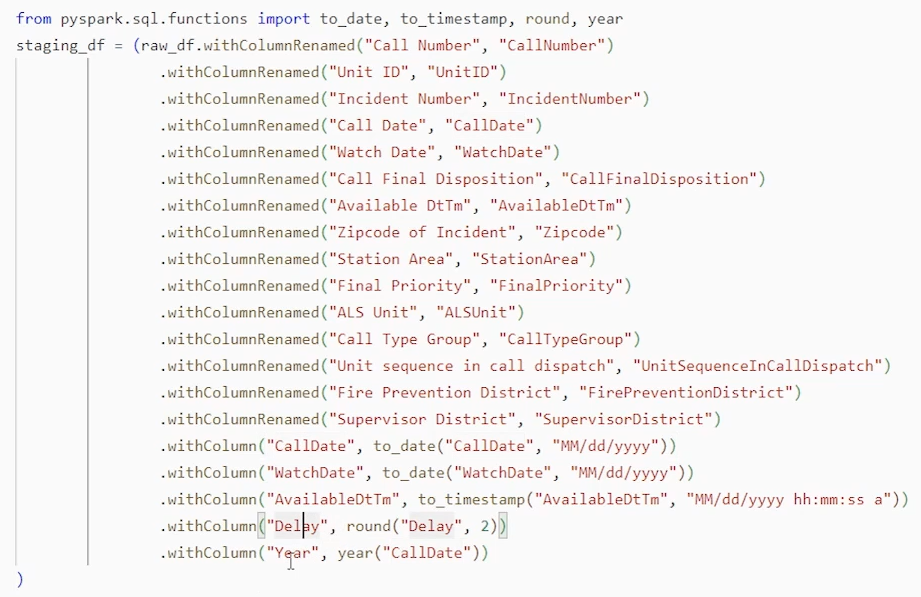 from pyspark.sql.functions import to_date, to_timestamp, round, year
staging_df = (raw_df.withColumnRenamed("Call Number", "CallNumber")
.withColumnRenamed("Unit ID", "UnitID")
.withColumnRenamed("Incident Number", "IncidentNumber")
.withColumnRenamed("Call Date", "CallDate")
.withColumnRenamed("Watch Date", "WatchDate")
.withColumnRenamed("Call Final Disposition", "CallFinalDisposition")
.withColumnRenamed("Available DtTm", "AvailableDtTm")
.withColumnRenamed("Zipcode of Incident", "Zipcode")
.withColumnRenamed("Station Area", "StationArea")
.withColumnRenamed("Final Priority", "FinalPriority")
.withColumnRenamed("ALS Unit", "ALSUnit")
.withColumnRenamed("Call Type Group", "CallTypeGroup")
.withColumnRenamed("Unit sequence in call dispatch", "UnitSequenceInCallDispatch")
.withColumnRenamed("Fire Prevention District", "FirePreventionDistrict")
.withColumnRenamed("Supervisor District", "SupervisorDistrict")
.withColumn("CallDate", to_date("CallDate", "MM/dd/yyyy"))
.withColumn("WatchDate", to_date("WatchDate", "MM/dd/yyyy"))
.withColumn("AvailableDtTm", to_timestamp("AvailableDtTm", "MM/dd/yyyy hh:mm:ss a"))
.withColumn("Delay", round("Delay", 2))
.withColumn("Year", year("CallDate"))
)